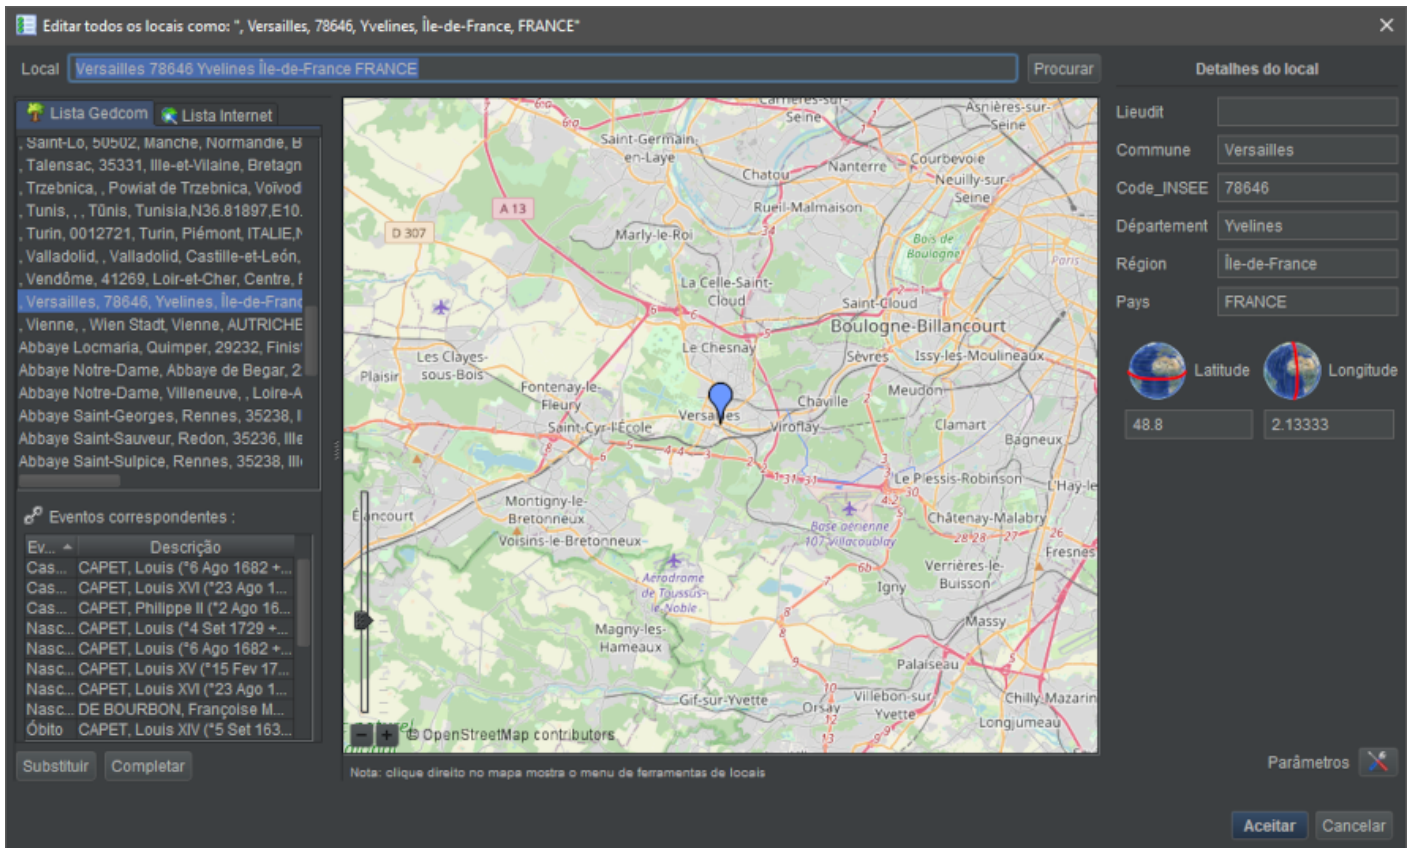 Editar todos os locais como: ", Versailles, 78646, Yvelines, Île-de-France, FRANCE"
Local
Versailles 78646 Yvelines Île-de-France FRANCE
Procurar
Detalhes do local
Lista Gedcom
Lista Internet
, Saint-Lo, 50502, Manche, Normandie, B
, Talensac, 35331, Ille-et-Vilaine, Bretagn
, Trzebnica, , Powiat de Trzebnica, Voïvod
, Tunis, , , Tūnis, Tunisia,N36.81897,E10.
, Turin, 0012721, Turin, Piémont, ITALIE,N
, Valladolid, , Valladolid, Castille-et-León,
, Vendôme, 41269, Loir-et-Cher, Centre, F
, Versailles, 78646, Yvelines, Île-de-Franc
, Vienne, , Wien Stadt, Vienne, AUTRICHE
Abbaye Locmaria, Quimper, 29232, Finis
Abbaye Notre-Dame, Abbaye de Begar, 2
Abbaye Notre-Dame, Villeneuve, , Loire-A
Abbaye Saint-Georges, Rennes, 35238, I
Abbaye Saint-Sauveur, Redon, 35236, Ille
Abbaye Saint-Sulpice, Rennes, 35238, Ill
Eventos correspondentes :
Ev... Descrição
Cas... CAPET, Louis (°6 Ago 1682 +...
Cas... CAPET, Louis XVI (°23 Ago 1...
Cas... CAPET, Philippe II (°2 Ago 16...
Nasc... CAPET, Louis (°4 Set 1729 +...
Nasc... CAPET, Louis (°6 Ago 1682 +...
Nasc... CAPET, Louis XV (°15 Fev 17...
Nasc... CAPET, Louis XVI (°23 Ago 1...
Nasc... DE BOURBON, Françoise M...
Óbito CAPET, Louis XIV (°5 Set 163...
Substituir
Completar
Carrières-sur-
Seine
Asnières-sur-
Seine
Saint-Germain-
en-Laye
Chatou
Nanterre
Courbevoie
Neuilly-sur-
Seine
A 13
Rueil-Malmaison
D 307
Marly-le-Roi
Bois de
Boulogne
Paris
La Celle-Saint-
Cloud
Saint-Cloud
Boulogne-Billancourt
Le Chesnay
Sèvres
Issy-les-Moulineaux
Les Clayes-
sous-Bois
Plaisir
Fontenay-le-
Fleury
Meudon
Chaville
Versailles
Viroflay
Saint-Cyr-l'École
Clamart
Bagneux
Le Plessis-Robinson
L'Haÿ-le
Montigny-le-
Bretonneux
Élancourt
Base aérienne
107 Villacoublay
Châtenay-Malabry
Voisins-le-Bretonneux
Fresnes
Aérodrome
de Toussus-
le-Noble
Verrières-le-
Buisson
Igny
Massy
Magny-les-
Hameaux
Palaiseau
Gif-sur-Yvette
Orsay
Villebon-sur-
Yvette
Chilly-Mazarin
Longjumeau
© OpenStreetMap contributors
Nota: clique direito no mapa mostra o menu de ferramentas de locais
Lieudit
Commune Versailles
Code_INSEE 78646
Département Yvelines
Région Île-de-France
Pays FRANCE
Latitude
Longitude
48.8
2.13333
Parâmetros
Aceitar
Cancelar